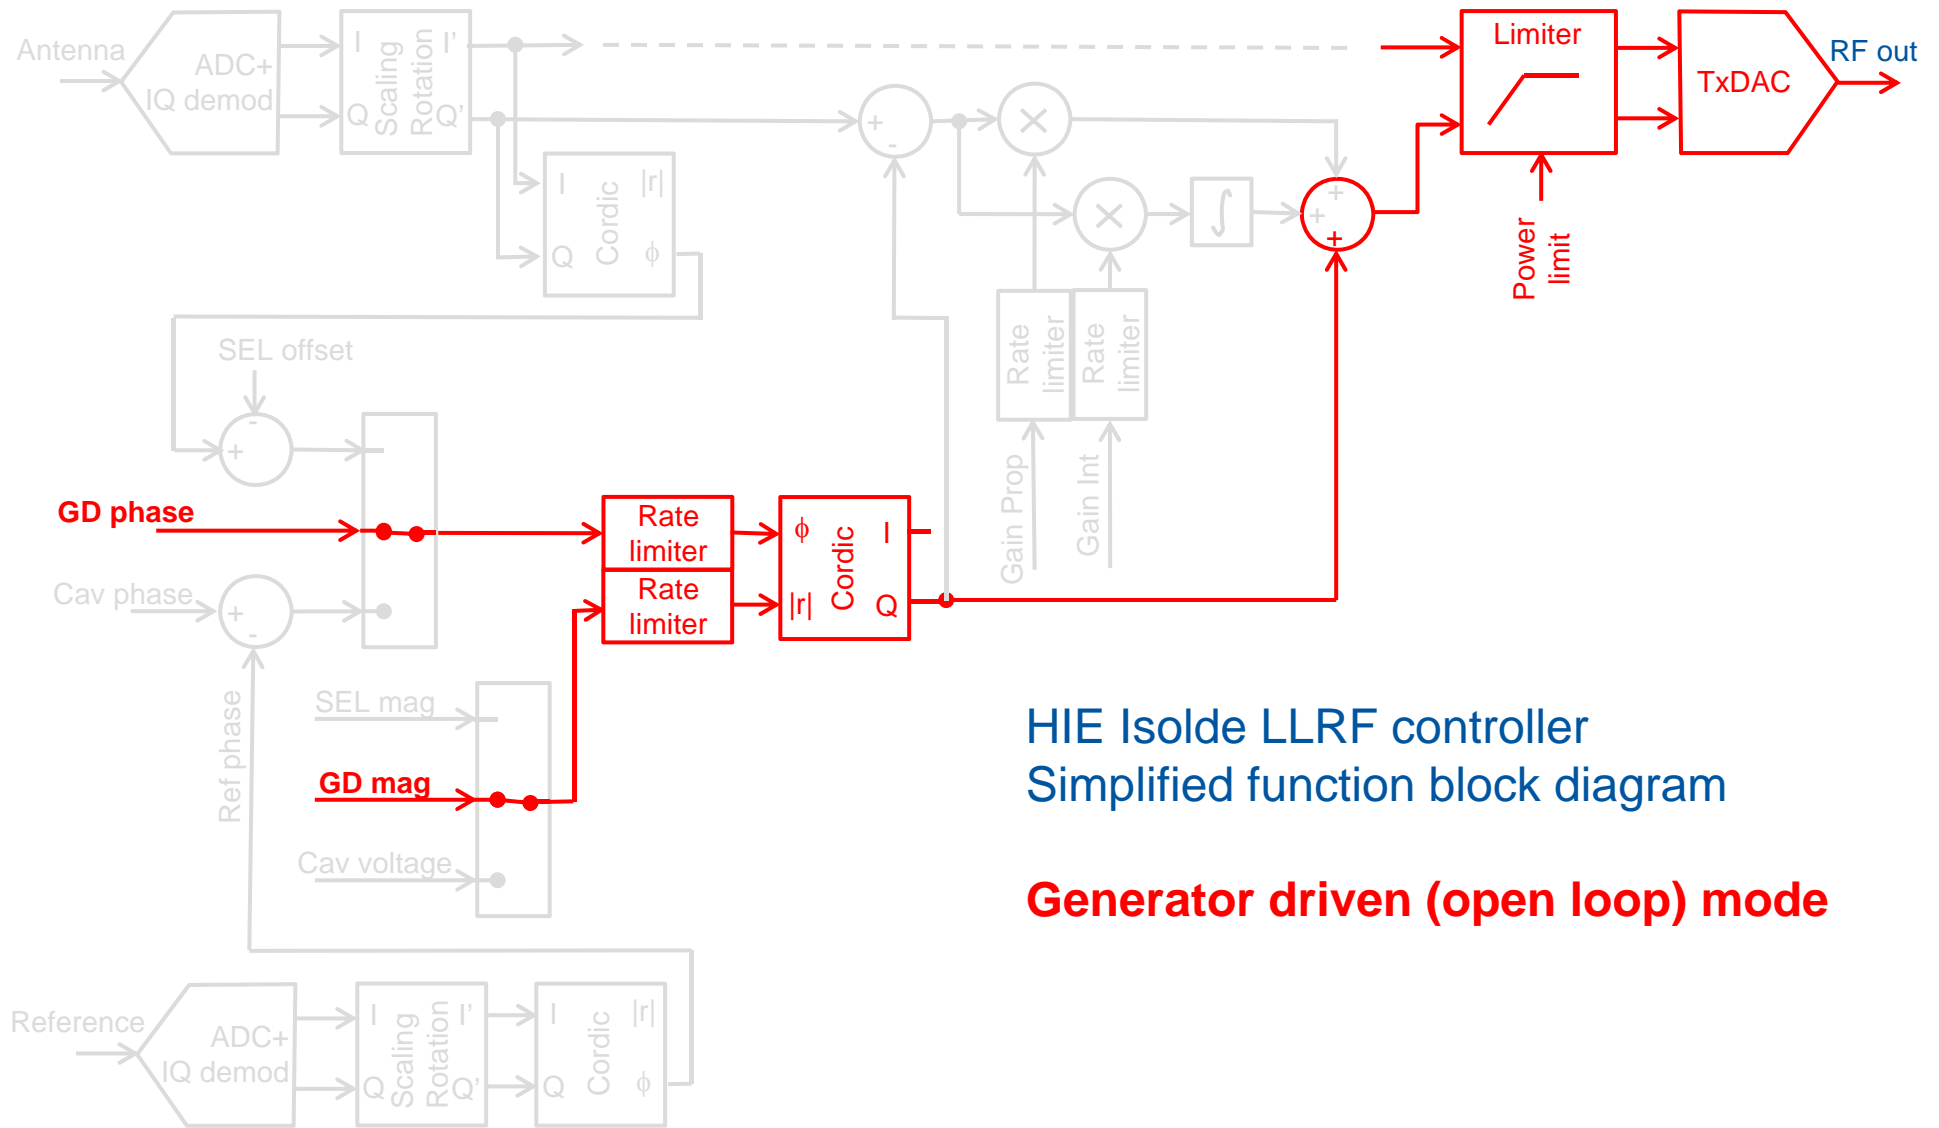 Antenna
ADC+
IQ demod
I
Q
Scaling
Rotation
I'
Q'
I
Q
Cordic
|r|
ϕ
+
-
×
×
∫
+
+
+
Limiter
TxDAC
RF out
Power
limit
Rate
limiter
Rate
limiter
Gain Prop
Gain Int
SEL offset
-
+
GD phase
Cav phase
+
-
Ref phase
Rate
limiter
Rate
limiter
ϕ
|r|
Cordic
I
Q
SEL mag
GD mag
Cav voltage
HIE Isolde LLRF controller
Simplified function block diagram
Generator driven (open loop) mode
Reference
ADC+
IQ demod
I
Q
Scaling
Rotation
I'
Q'
I
Q
Cordic
|r|
ϕ